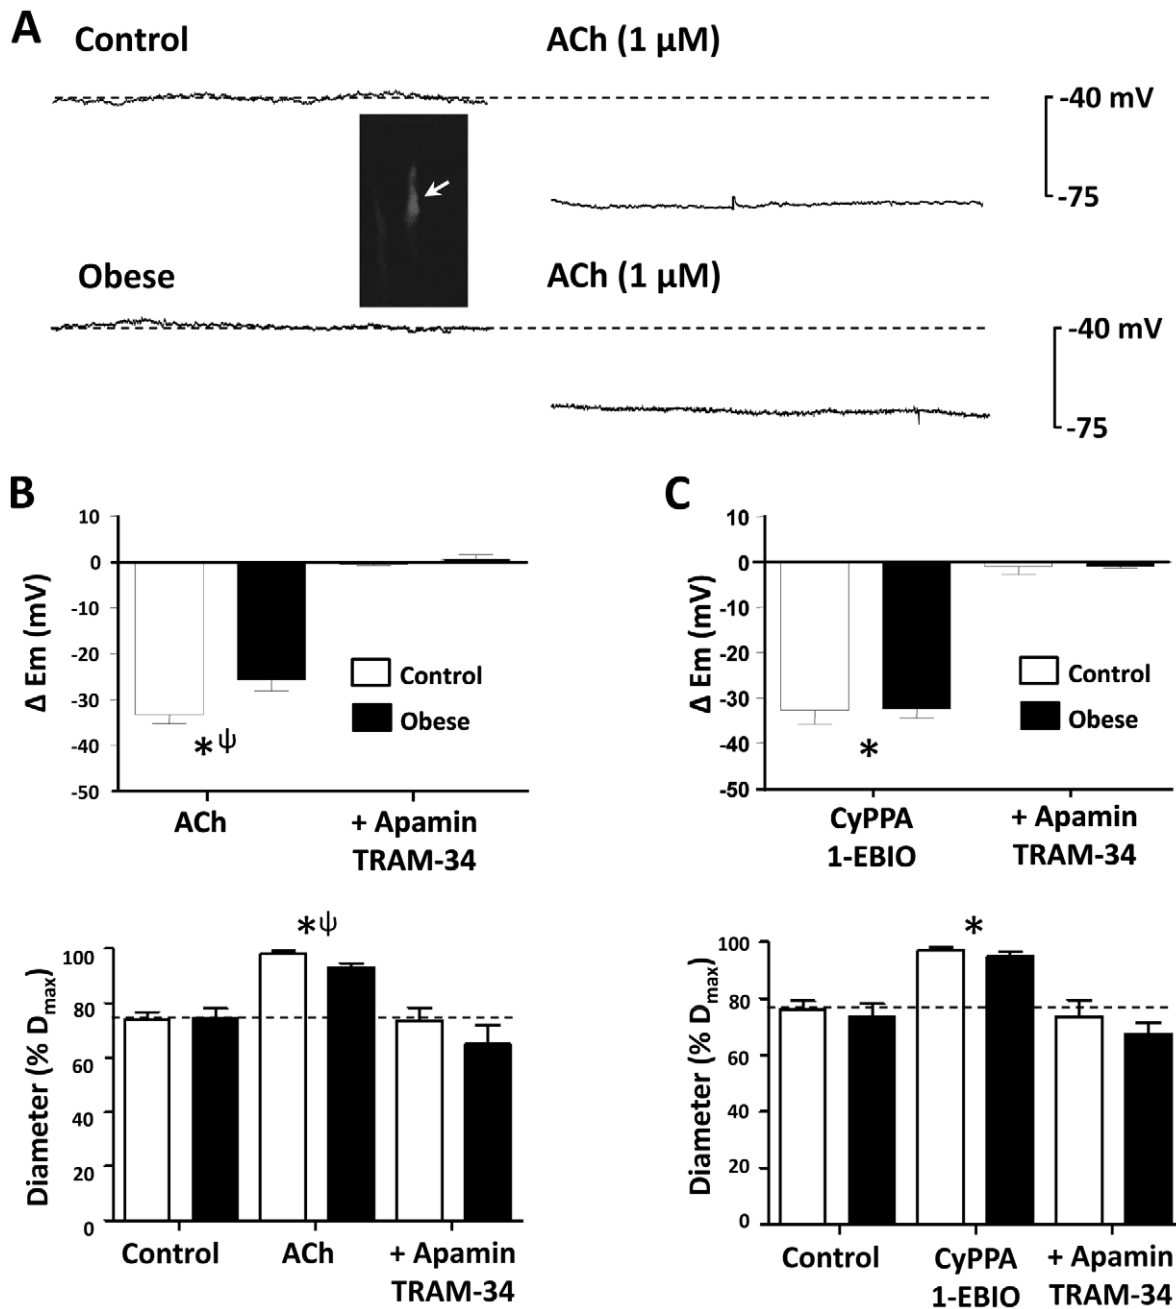 A
Control
ACh (1 µM)
-40 mV
-75
Obese
ACh (1 µM)
-40 mV
-75
B
10
0
-10
-20
-30
-40
-50
Δ Em (mV)
Control
Obese
*ψ
ACh
+ Apamin
TRAM-34
C
10
0
-10
-20
-30
-40
-50
Δ Em (mV)
Control
Obese
*
CyPPA
1-EBIO
+ Apamin
TRAM-34
*ψ
100
80
60
40
20
0
Diameter (% Dmax)
Control
ACh
+ Apamin
TRAM-34
*
100
80
60
40
20
0
Diameter (% Dmax)
Control
CyPPA
1-EBIO
+ Apamin
TRAM-34